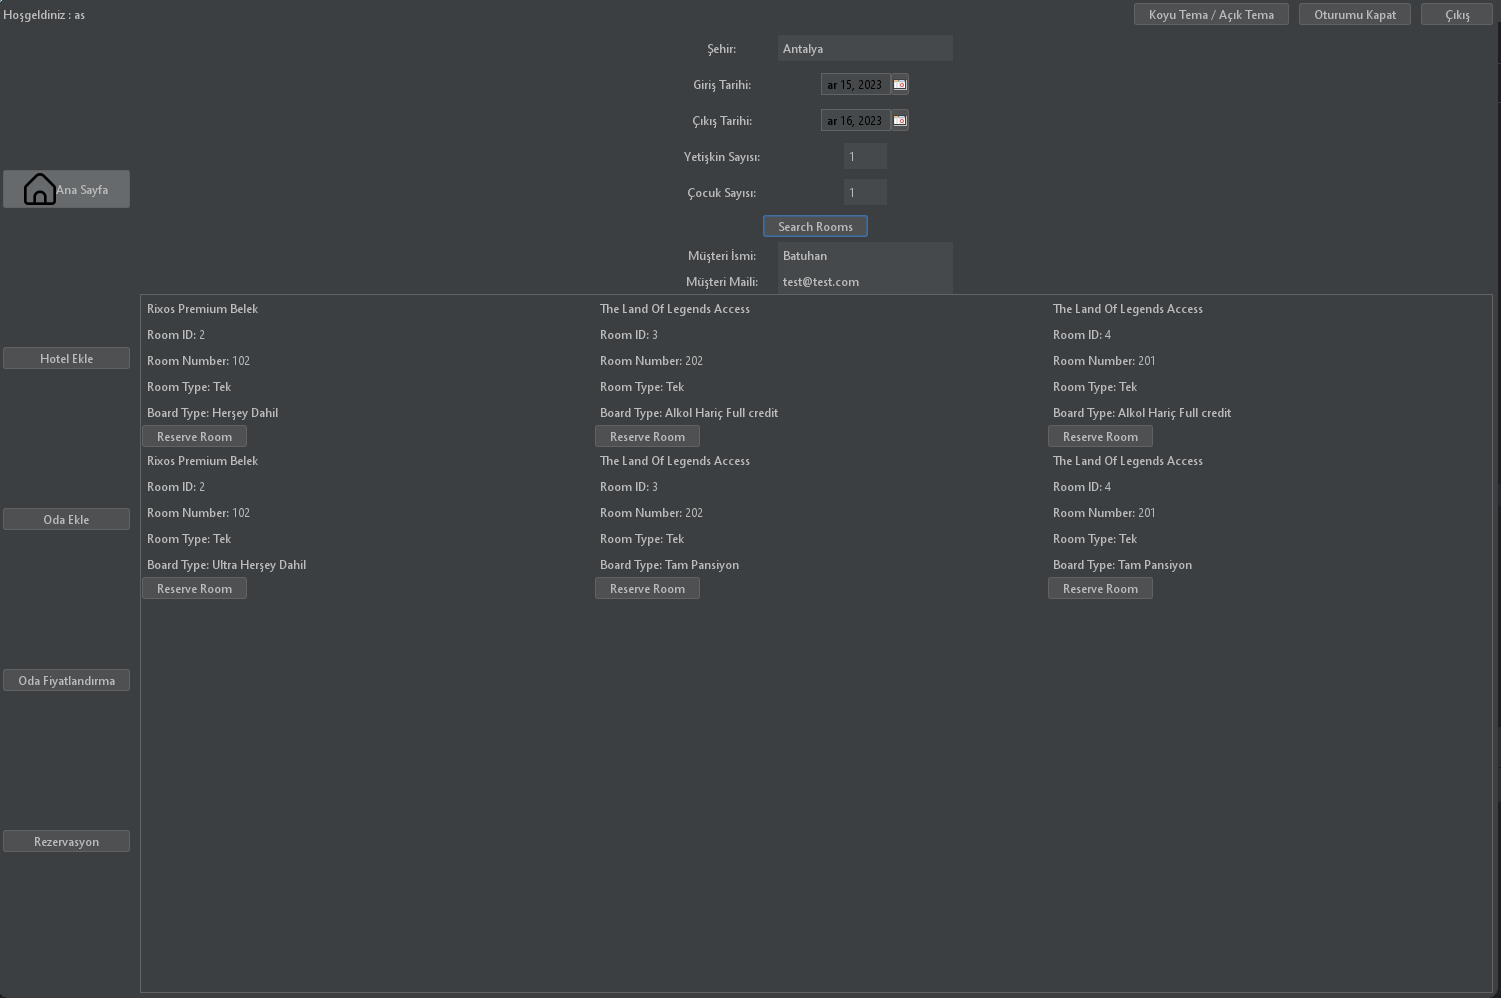 Hoşgeldiniz : as
Koyu Tema / Açık Tema
Oturumu Kapat
Çıkış
Şehir:
Antalya
Giriş Tarihi:
ar 15, 2023
Çıkış Tarihi:
ar 16, 2023
Yetişkin Sayısı:
1
Çocuk Sayısı:
1
Search Rooms
Müşteri İsmi:
Batuhan
Müşteri Maili:
test@test.com
Ana Sayfa
Hotel Ekle
Oda Ekle
Oda Fiyatlandırma
Rezervasyon
Rixos Premium Belek
Room ID: 2
Room Number: 102
Room Type: Tek
Board Type: Herşey Dahil
Reserve Room
The Land Of Legends Access
Room ID: 3
Room Number: 202
Room Type: Tek
Board Type: Alkol Hariç Full credit
Reserve Room
The Land Of Legends Access
Room ID: 4
Room Number: 201
Room Type: Tek
Board Type: Alkol Hariç Full credit
Reserve Room
Rixos Premium Belek
Room ID: 2
Room Number: 102
Room Type: Tek
Board Type: Ultra Herşey Dahil
Reserve Room
The Land Of Legends Access
Room ID: 3
Room Number: 202
Room Type: Tek
Board Type: Tam Pansiyon
Reserve Room
The Land Of Legends Access
Room ID: 4
Room Number: 201
Room Type: Tek
Board Type: Tam Pansiyon
Reserve Room